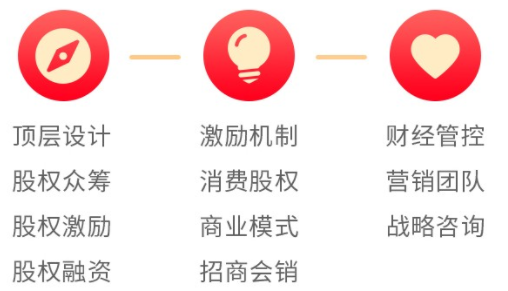 顶层设计
股权众筹
股权激励
股权融资
激励机制
消费股权
商业模式
招商会销
财经管控
营销团队
战略咨询